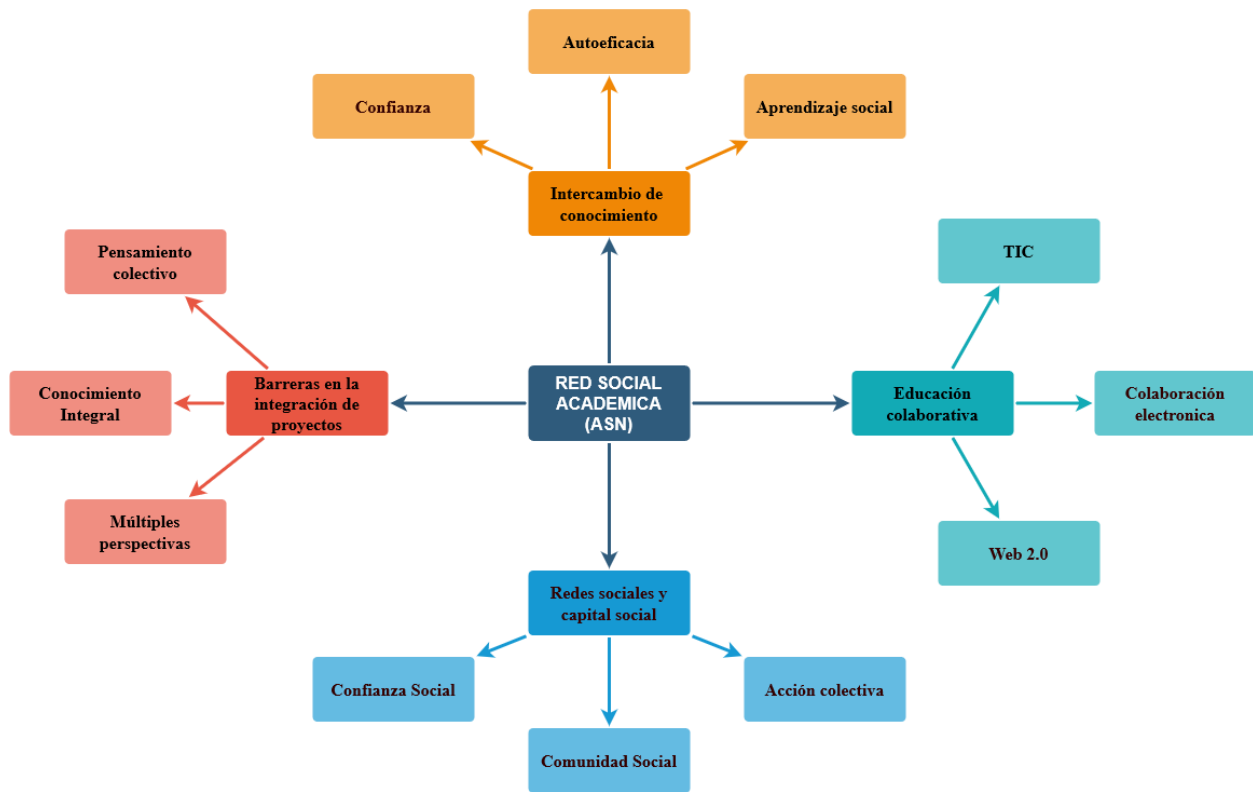 Autoeficacia
Confianza
Aprendizaje social
Intercambio de
conocimiento
Pensamiento
colectivo
TIC
Conocimiento
Integral
Barreras en la
integración de
proyectos
RED SOCIAL
ACADEMICA
(ASN)
Educación
colaborativa
Colaboración
electronica
Múltiples
perspectivas
Web 2.0
Redes sociales y
capital social
Confianza Social
Acción colectiva
Comunidad Social